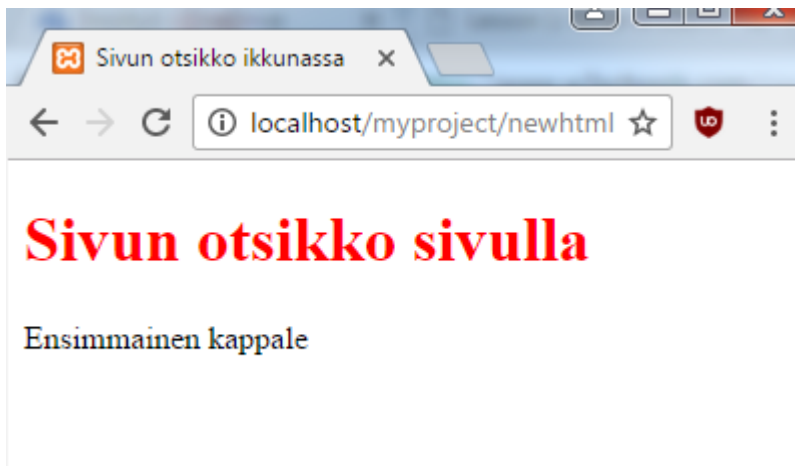 Sivun otsikko ikkunassa
localhost/myproject/newhtml
Sivun otsikko sivulla
Ensimmainen kappale